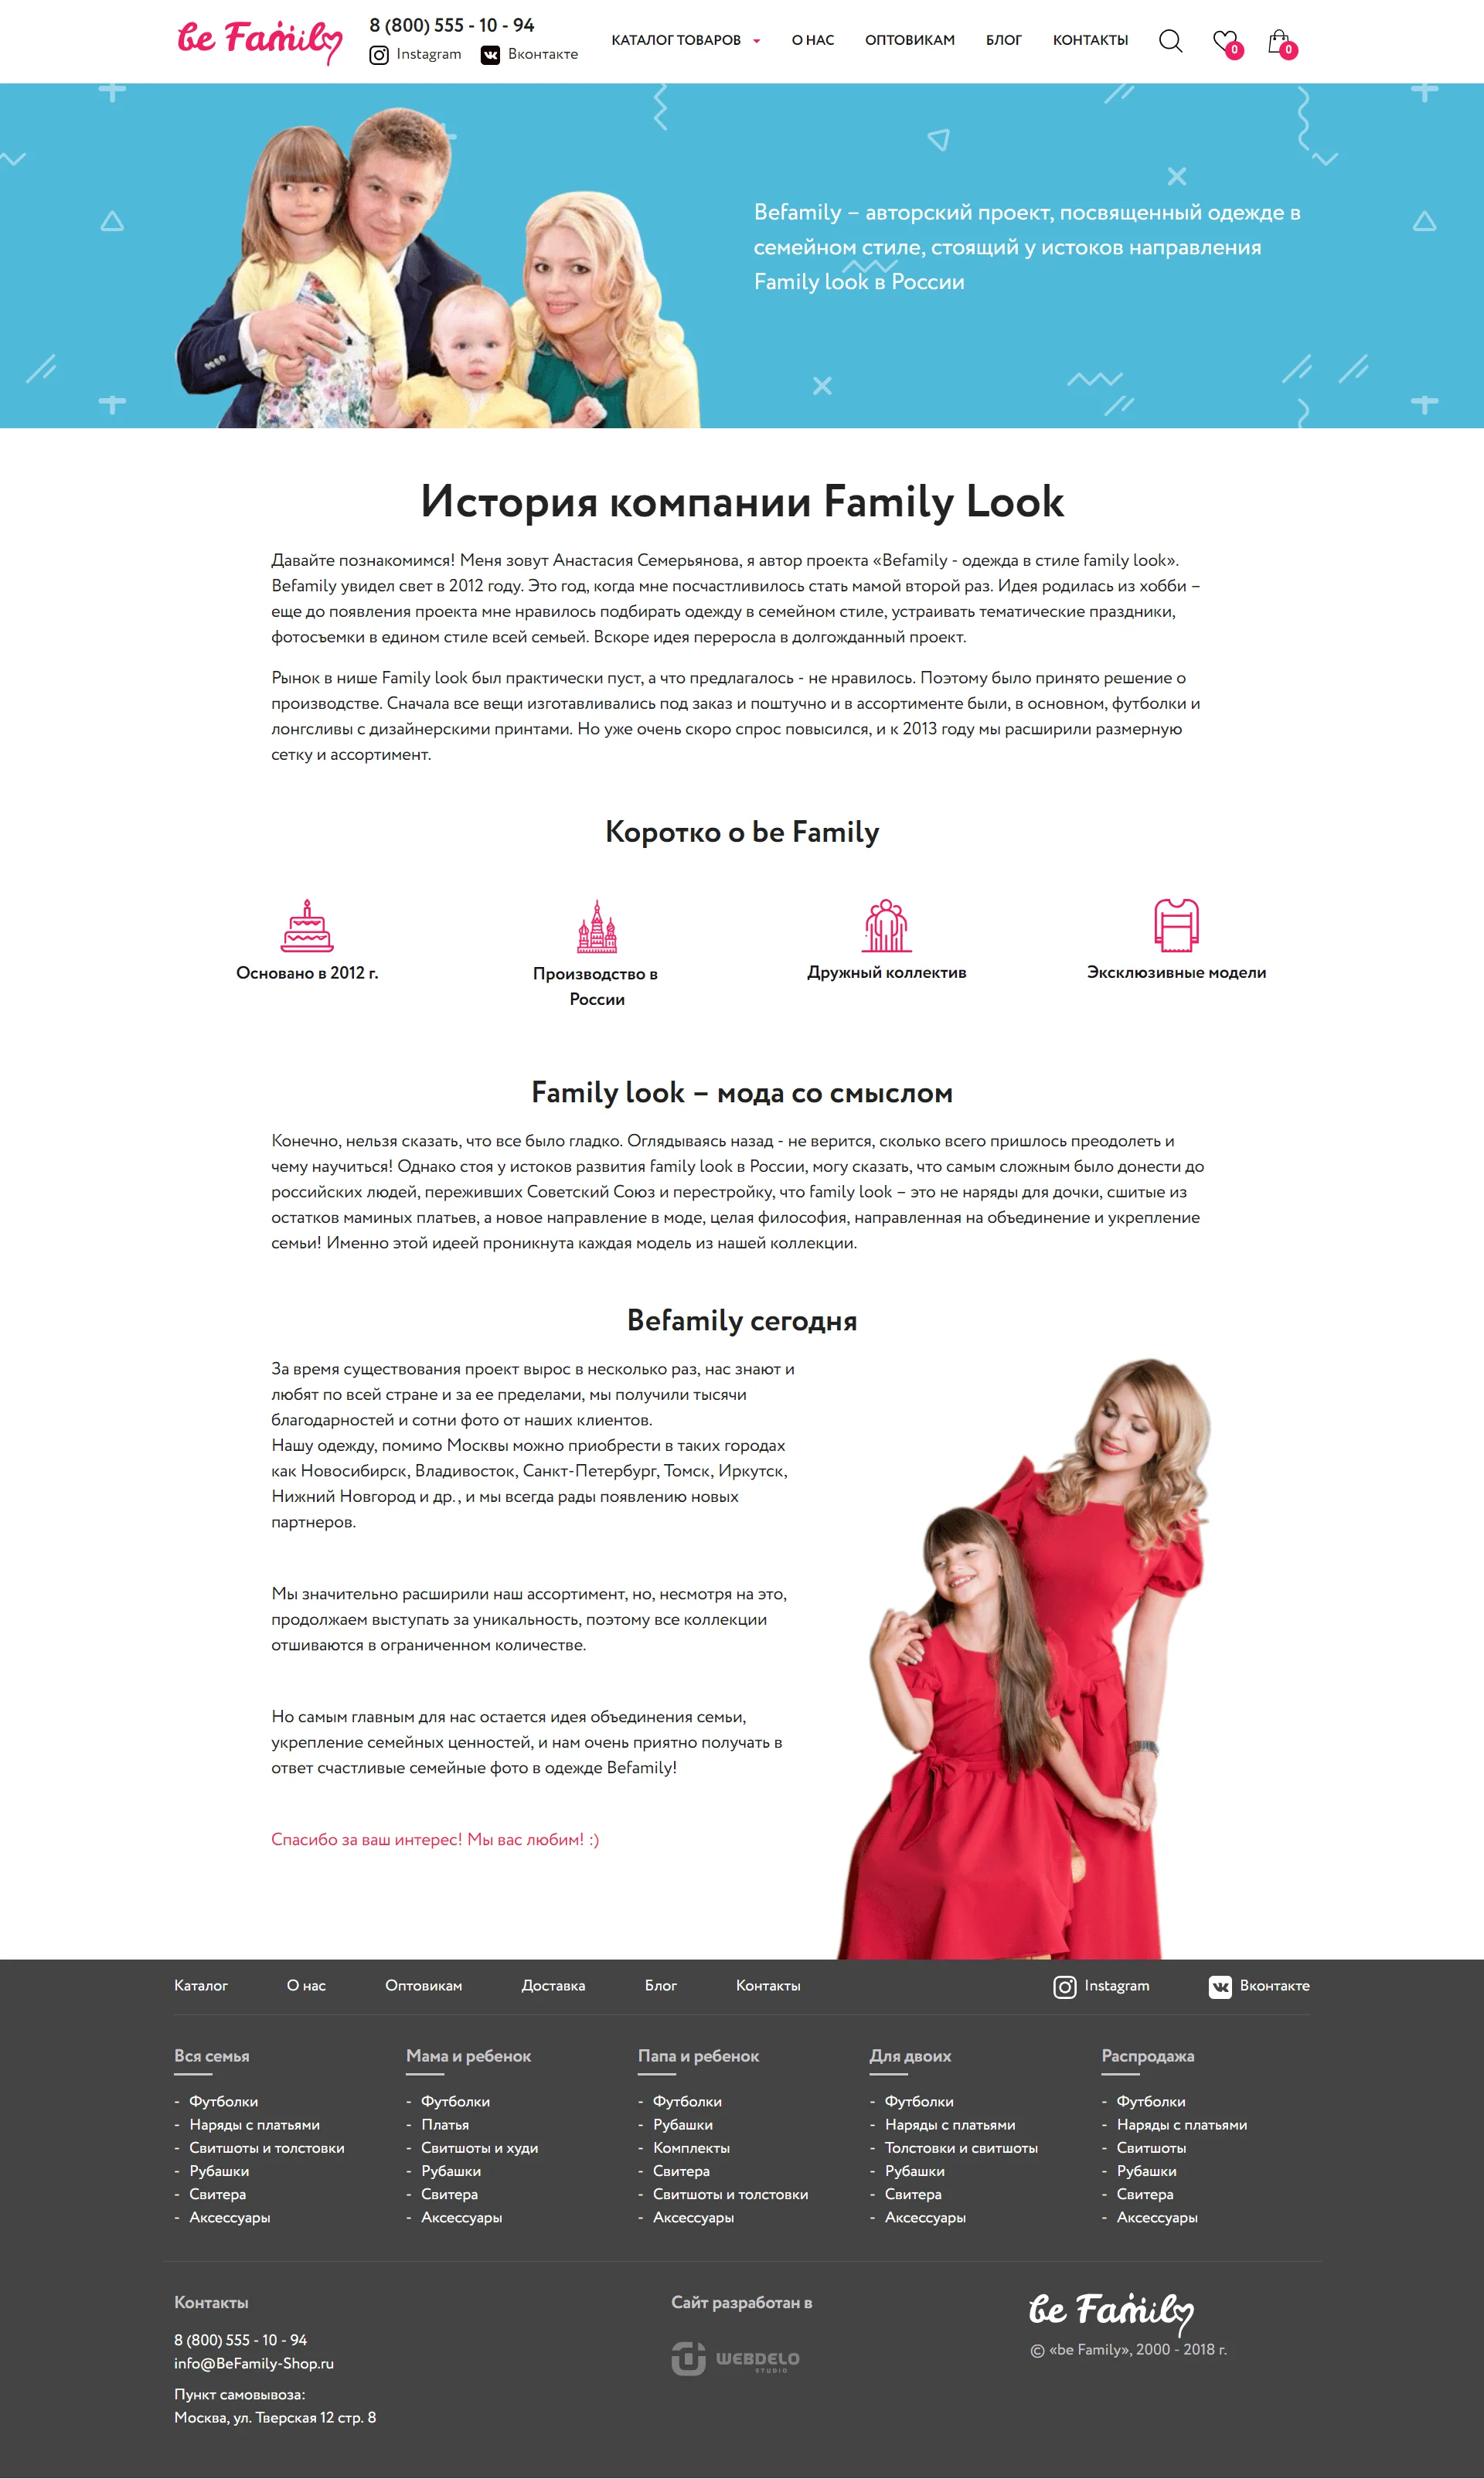 be Family
8 (800) 555 - 10 - 94
Instagram Вконтакте
КАТАЛОГ ТОВАРОВ О НАС ОПТОВИКАМ БЛОГ КОНТАКТЫ
0 0
Befamily – авторский проект, посвященный одежде в
семейном стиле, стоящий у истоков направления
Family look в России
История компании Family Look
Давайте познакомимся! Меня зовут Анастасия Семерьянова, я автор проекта «Befamily - одежда в стиле family look».
Befamily увидел свет в 2012 году. Это год, когда мне посчастливилось стать мамой второй раз. Идея родилась из хобби –
еще до появления проекта мне нравилось подбирать одежду в семейном стиле, устраивать тематические праздники,
фотосъемки в едином стиле всей семьей. Вскоре идея переросла в долгожданный проект.
Рынок в нише Family look был практически пуст, а что предлагалось - не нравилось. Поэтому было принято решение о
производстве. Сначала все вещи изготавливались под заказ и поштучно и в ассортименте были, в основном, футболки и
лонгсливы с дизайнерскими принтами. Но уже очень скоро спрос повысился, и к 2013 году мы расширили размерную
сетку и ассортимент.
Коротко о be Family
Основано в 2012 г.
Производство в
России
Дружный коллектив
Эксклюзивные модели
Family look – мода со смыслом
Конечно, нельзя сказать, что все было гладко. Оглядываясь назад - не верится, сколько всего пришлось преодолеть и
чему научиться! Однако стоя у истоков развития family look в России, могу сказать, что самым сложным было донести до
российских людей, переживших Советский Союз и перестройку, что family look – это не наряды для дочки, сшитые из
остатков маминых платьев, а новое направление в моде, целая философия, направленная на объединение и укрепление
семьи! Именно этой идеей проникнута каждая модель из нашей коллекции.
Befamily сегодня
За время существования проект вырос в несколько раз, нас знают и
любят по всей стране и за ее пределами, мы получили тысячи
благодарностей и сотни фото от наших клиентов.
Нашу одежду, помимо Москвы можно приобрести в таких городах
как Новосибирск, Владивосток, Санкт-Петербург, Томск, Иркутск,
Нижний Новгород и др., и мы всегда рады появлению новых
партнеров.
Мы значительно расширили наш ассортимент, но, несмотря на это,
продолжаем выступать за уникальность, поэтому все коллекции
отшиваются в ограниченном количестве.
Но самым главным для нас остается идея объединения семьи,
укрепление семейных ценностей, и нам очень приятно получать в
ответ счастливые семейные фото в одежде Befamily!
Спасибо за ваш интерес! Мы вас любим! :)
Каталог О нас Оптовикам Доставка Блог Контакты Instagram Вконтакте
Вся семья
- Футболки
- Наряды с платьями
- Свитшоты и толстовки
- Рубашки
- Свитера
- Аксессуары
Мама и ребенок
- Футболки
- Платья
- Свитшоты и худи
- Рубашки
- Свитера
- Аксессуары
Папа и ребенок
- Футболки
- Рубашки
- Комплекты
- Свитера
- Свитшоты и толстовки
- Аксессуары
Для двоих
- Футболки
- Наряды с платьями
- Толстовки и свитшоты
- Рубашки
- Свитера
- Аксессуары
Распродажа
- Футболки
- Наряды с платьями
- Свитшоты
- Рубашки
- Свитера
- Аксессуары
Контакты
8 (800) 555 - 10 - 94
info@BeFamily-Shop.ru
Пункт самовывоза:
Москва, ул. Тверская 12 стр. 8
Сайт разработан в
WEBDELO
STUDIO
be Family
© «be Family», 2000 - 2018 г.